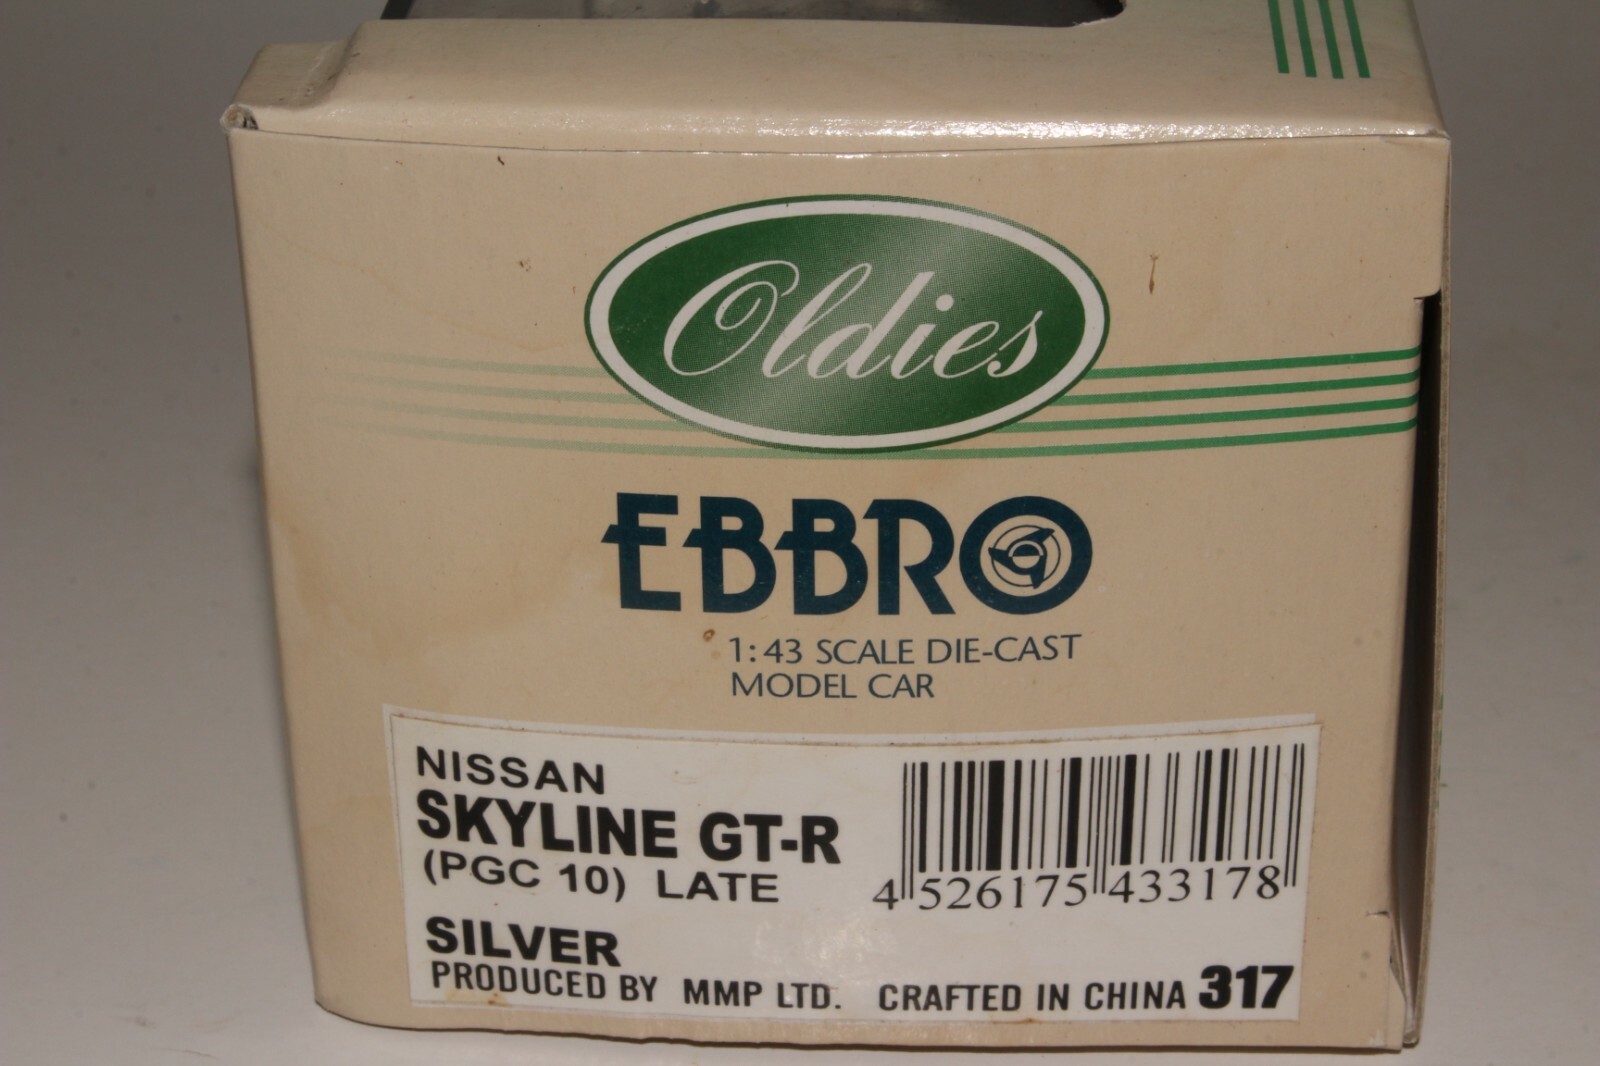 Oldies
EBBRO
1:43 SCALE DIE-CAST
MODEL CAR
NISSAN
SKYLINE GT-R
(PGC 10) LATE
4 526175 433178
SILVER
PRODUCED BY MMP LTD. CRAFTED IN CHINA 317